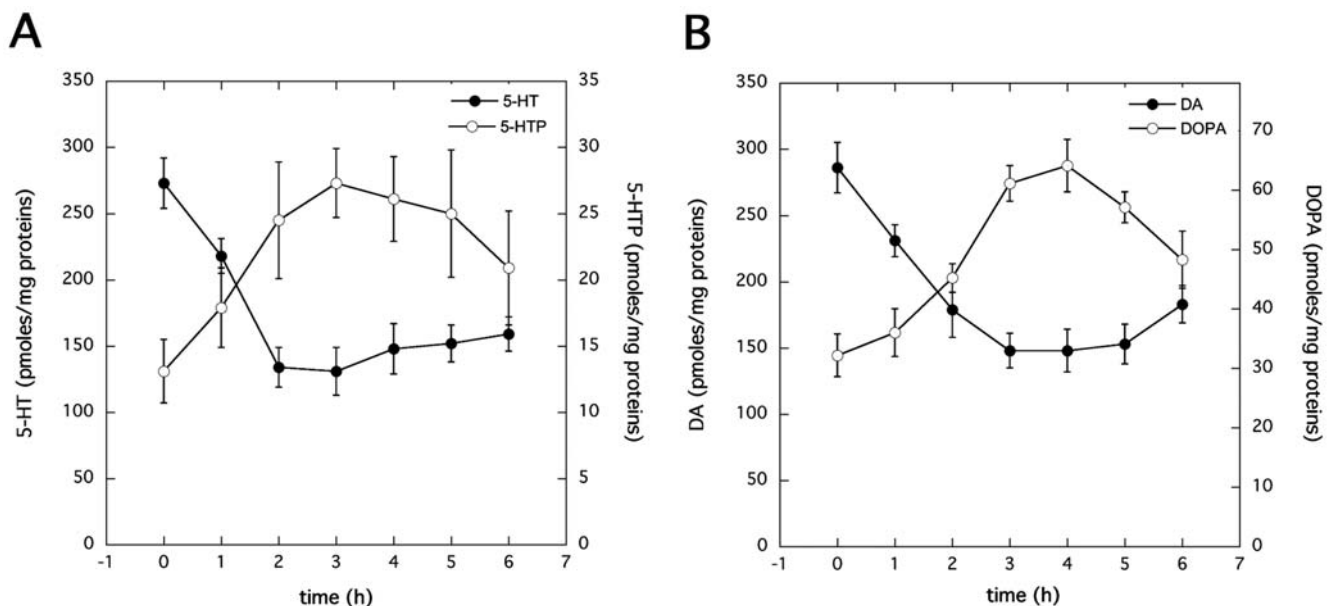 A
350
300
250
200
150
100
50
0
5-HT (pmoles/mg proteins)
35
30
25
20
15
10
5
0
5-HTP (pmoles/mg proteins)
5-HT
5-HTP
-1 0 1 2 3 4 5 6 7
time (h)
B
350
300
250
200
150
100
50
0
DA (pmoles/mg proteins)
70
60
50
40
30
20
10
0
DOPA (pmoles/mg proteins)
DA
DOPA
-1 0 1 2 3 4 5 6 7
time (h)